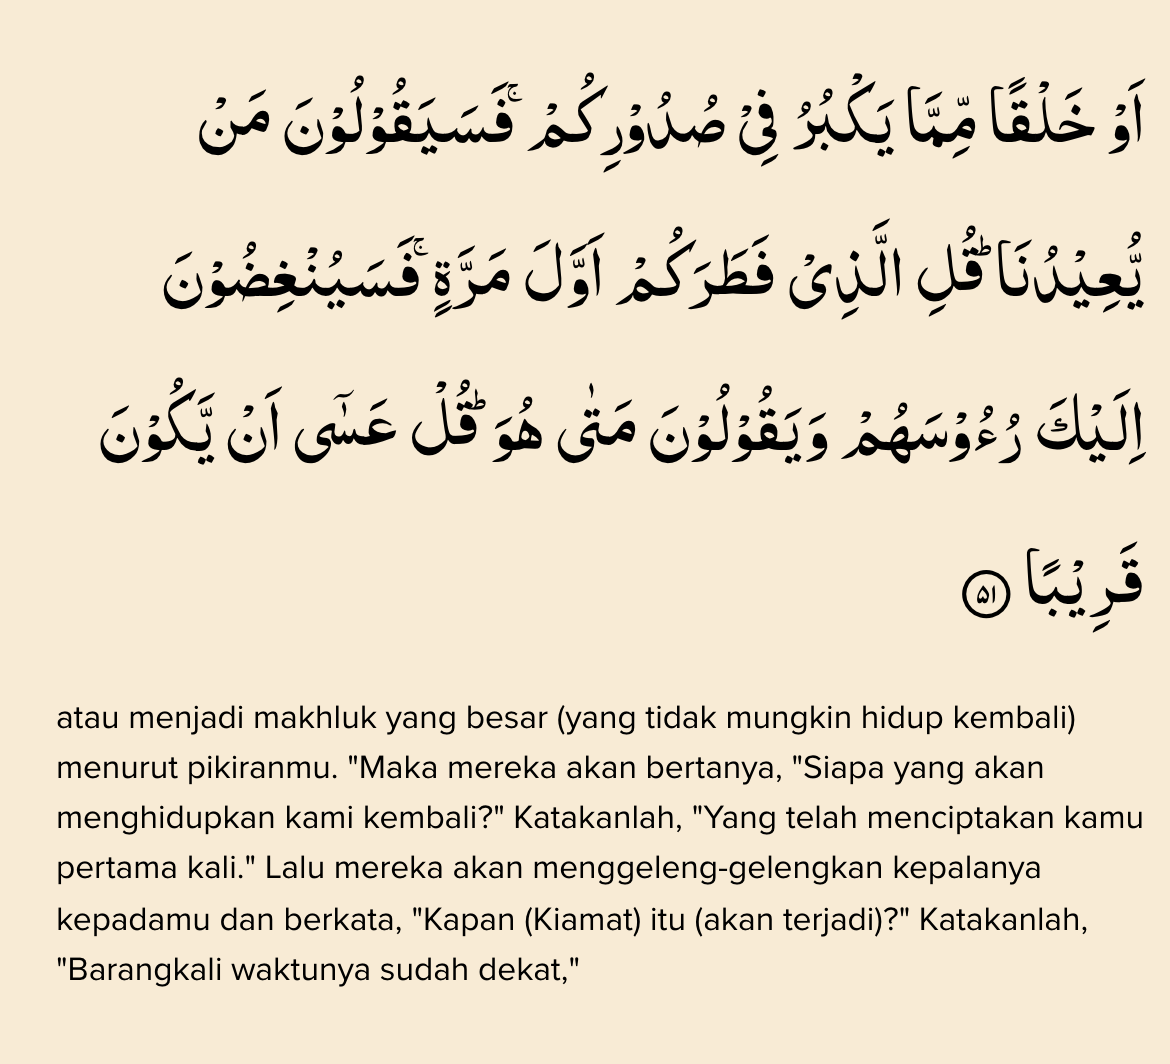 اَوْ خَلْقًا مِّمَّا يَكْبُرُ فِيْ صُدُوْرِكُمْ ۚفَسَيَقُوْلُوْنَ مَنْ
يُّعِيْدُنَا ۗقُلِ الَّذِيْ فَطَرَكُمْ اَوَّلَ مَرَّةٍ ۚفَسَيُنْغِضُوْنَ
اِلَيْكَ رُءُوْسَهُمْ وَيَقُوْلُوْنَ مَتٰى هُوَ ۗقُلْ عَسٰٓى اَنْ يَّكُوْنَ
قَرِيْبًا ۵۱
atau menjadi makhluk yang besar (yang tidak mungkin hidup kembali)
menurut pikiranmu. "Maka mereka akan bertanya, "Siapa yang akan
menghidupkan kami kembali?" Katakanlah, "Yang telah menciptakan kamu
pertama kali." Lalu mereka akan menggeleng-gelengkan kepalanya
kepadamu dan berkata, "Kapan (Kiamat) itu (akan terjadi)?" Katakanlah,
"Barangkali waktunya sudah dekat,"